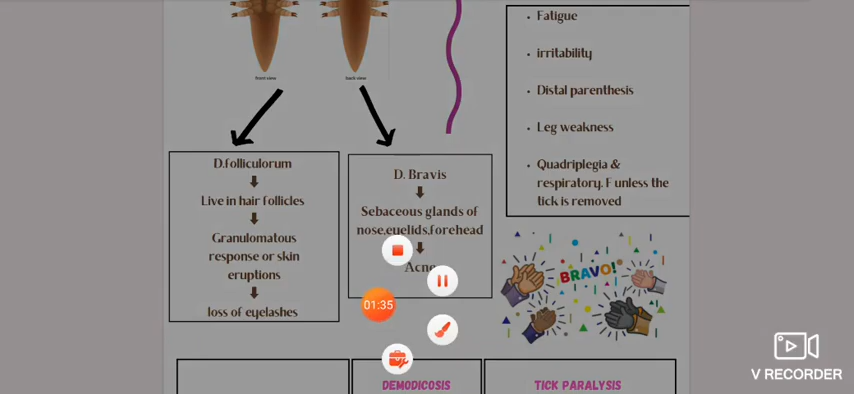 front view
back view
D.folliculorum
Live in hair follicles
Granulomatous
response or skin
eruptions
loss of eyelashes
D. Bravis
Sebaceous glands of
nose,eyelids,forehead
Acne
Fatigue
irritability
Distal parenthesis
Leg weakness
Quadriplegia &
respiratory. F unless the
tick is removed
BRAVO!
01:35
V RECORDER
DEMODICOSIS
TICK PARALYSIS